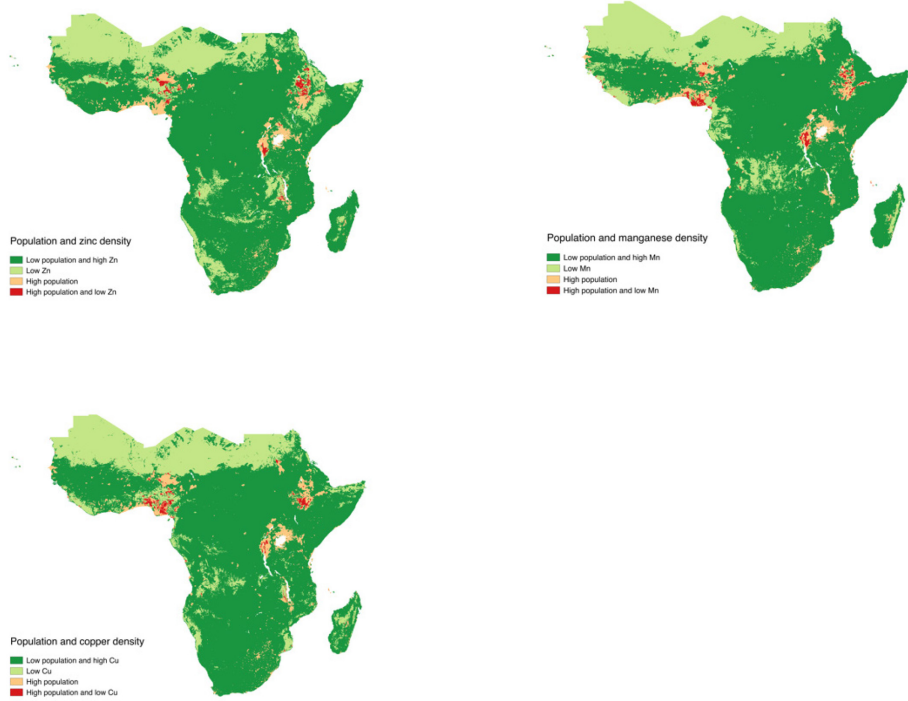 Population and zinc density
Low population and high Zn
Low Zn
High population
High population and low Zn
Population and manganese density
Low population and high Mn
Low Mn
High population
High population and low Mn
Population and copper density
Low population and high Cu
Low Cu
High population
High population and low Cu